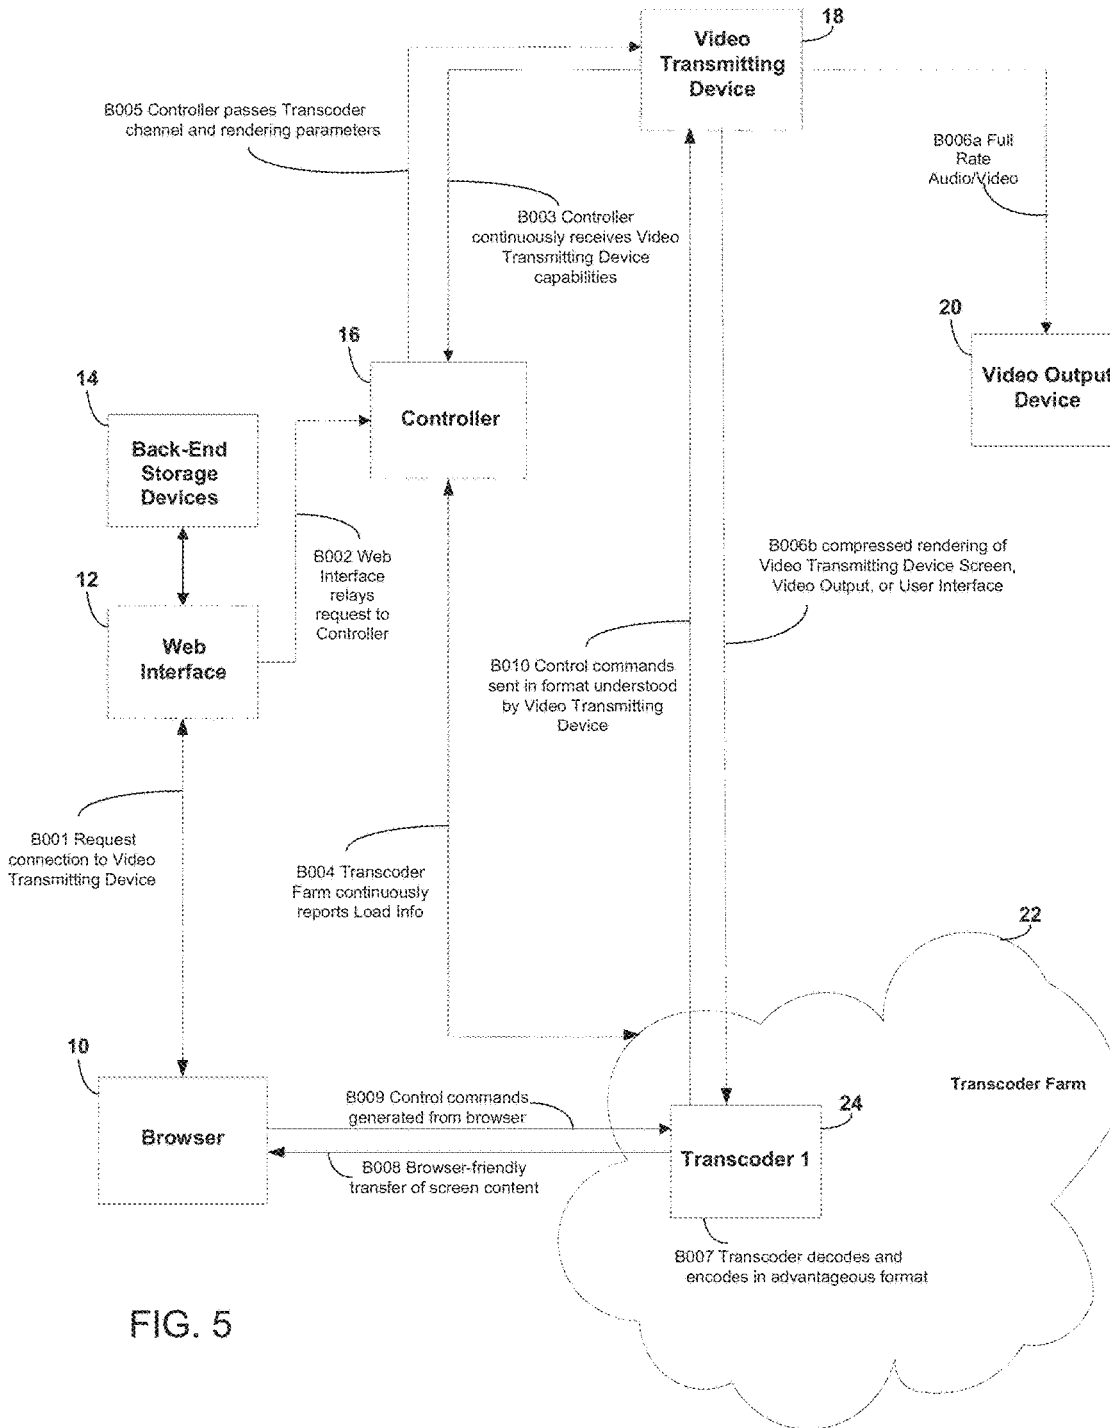 18
Video
Transmitting
Device
B005 Controller passes Transcoder
channel and rendering parameters
B006a Full
Rate
Audio/Video
B003 Controller
continuously receives Video
Transmitting Device
capabilities
20
Video Output
Device
16
Controller
14
Back-End
Storage
Devices
B002 Web
Interface
relays
request to
Controller
B006b compressed rendering of
Video Transmitting Device Screen,
Video Output, or User Interface
12
Web
Interface
B010 Control commands
sent in format understood
by Video Transmitting
Device
B001 Request
connection to Video
Transmitting Device
B004 Transcoder
Farm continuously
reports Load Info
22
10
Browser
B009 Control commands
generated from browser
B008 Browser-friendly
transfer of screen content
Transcoder Farm
24
Transcoder 1
B007 Transcoder decodes and
encodes in advantageous format
FIG. 5